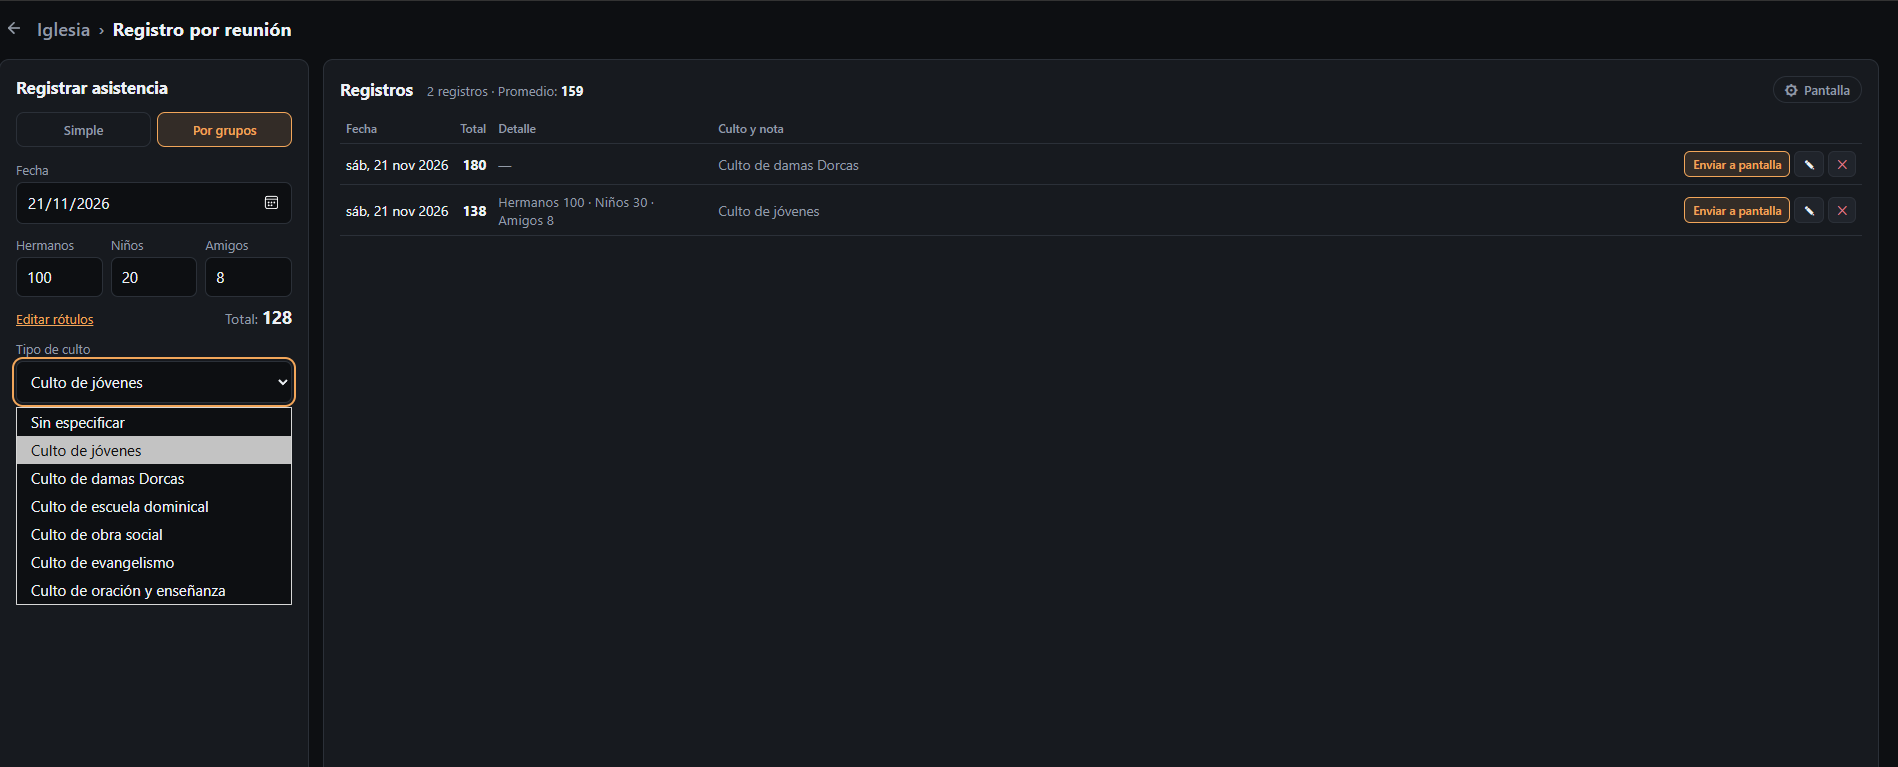 Iglesia › Registro por reunión
Registrar asistencia
Simple
Por grupos
Fecha
21/11/2026
Hermanos Niños Amigos
100 20 8
Editar rótulos Total: 128
Tipo de culto
Culto de jóvenes
Sin especificar
Culto de jóvenes
Culto de damas Dorcas
Culto de escuela dominical
Culto de obra social
Culto de evangelismo
Culto de oración y enseñanza
Registros 2 registros · Promedio: 159
Pantalla
Fecha Total Detalle Culto y nota
sáb, 21 nov 2026 180 — Culto de damas Dorcas Enviar a pantalla
sáb, 21 nov 2026 138 Hermanos 100 · Niños 30 ·
Amigos 8
Culto de jóvenes Enviar a pantalla